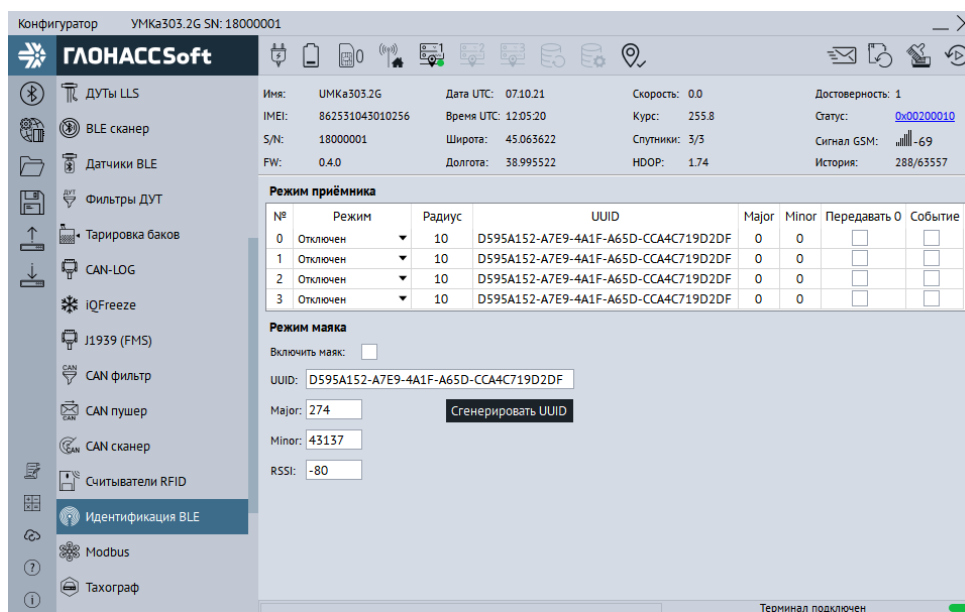 Конфигуратор УМКа303.2G SN: 18000001
ГЛОНАССSoft
0
Имя: УМКа303.2G Дата UTC: 07.10.21 Скорость: 0.0 Достоверность: 1
IMEI: 862531043010256 Время UTC: 12:05:20 Курс: 255.8 Статус: 0x00200010
S/N: 18000001 Широта: 45.063622 Спутники: 3/3 Сигнал GSM: -69
FW: 0.4.0 Долгота: 38.995522 HDOP: 1.74 История: 288/63557
ДУТы LLS
BLE сканер
Датчики BLE
ДУТ
Фильтры ДУТ
Тарировка баков
CAN-LOG
iQFreeze
J1939 (FMS)
CAN
CAN фильтр
CAN
CAN пушер
CAN
CAN сканер
Считыватели RFID
Идентификация BLE
Modbus
Тахограф
Режим приёмника
№ Режим Радиус UUID Major Minor Передавать 0 Событие
0 Отключен 10 D595A152-A7E9-4A1F-A65D-CCA4C719D2DF 0 0
1 Отключен 10 D595A152-A7E9-4A1F-A65D-CCA4C719D2DF 0 0
2 Отключен 10 D595A152-A7E9-4A1F-A65D-CCA4C719D2DF 0 0
3 Отключен 10 D595A152-A7E9-4A1F-A65D-CCA4C719D2DF 0 0
Режим маяка
Включить маяк:
UUID: D595A152-A7E9-4A1F-A65D-CCA4C719D2DF
Major: 274 Сгенерировать UUID
Minor: 43137
RSSI: -80
Терминал подключен